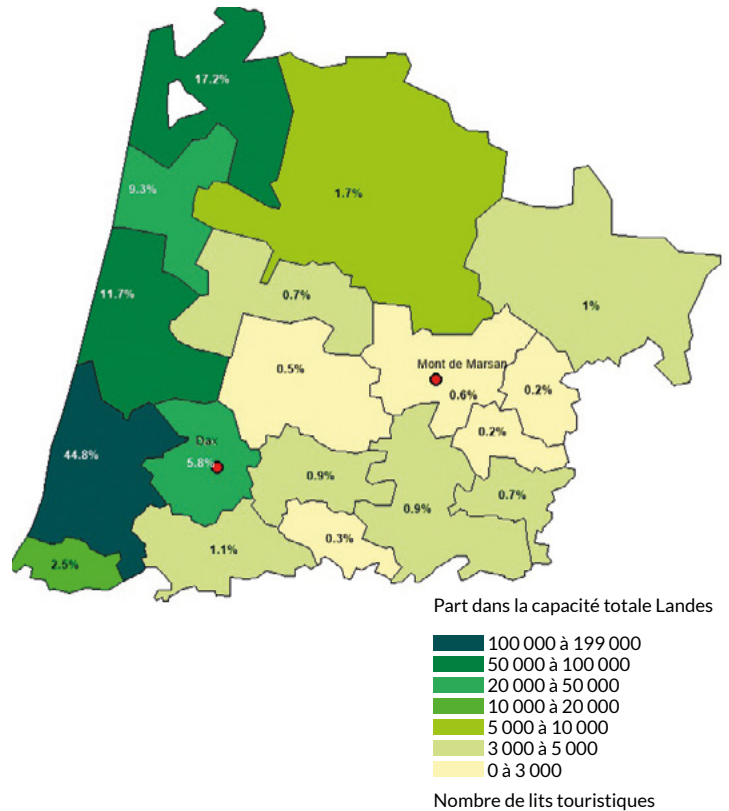 17.2%
9.3%
1.7%
11.7%
0.7%
1%
0.5%
Mont de Marsan
0.6%
0.2%
0.2%
44.8%
Dax
5.8%
0.9%
0.7%
0.9%
0.3%
1.1%
2.5%
Part dans la capacité totale Landes
100 000 à 199 000
50 000 à 100 000
20 000 à 50 000
10 000 à 20 000
5 000 à 10 000
3 000 à 5 000
0 à 3 000
Nombre de lits touristiques